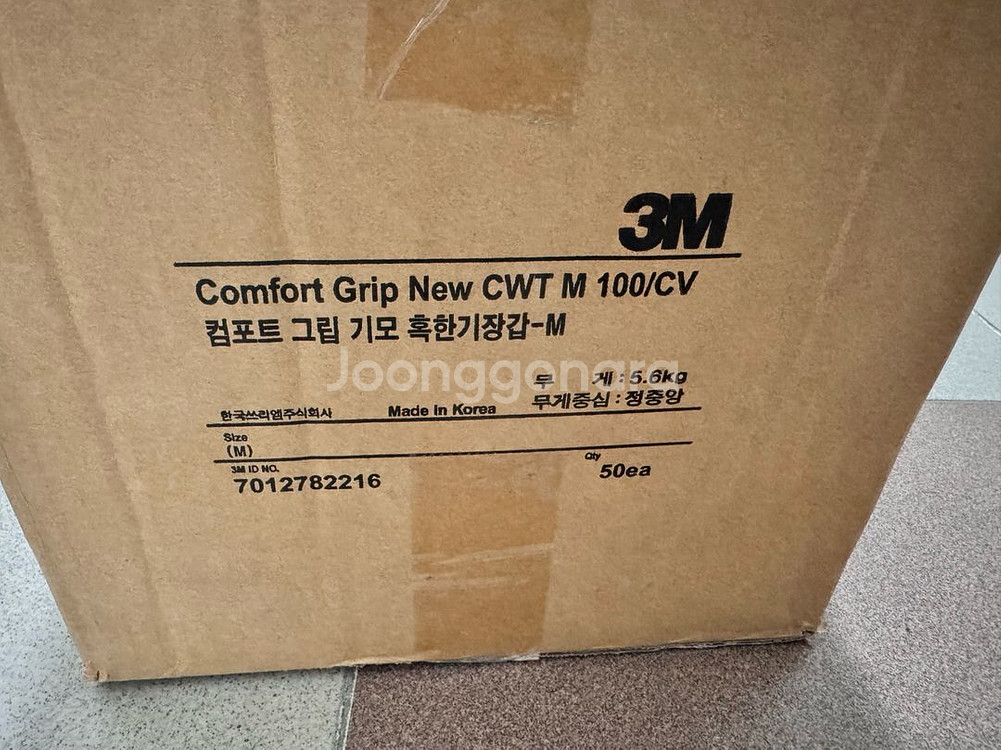 3M
Comfort Grip New CWT M 100/CV
컴포트 그립 기모 혹한기장갑-M
Joonggonara
무 게 : 5.6kg
한국쓰리엠주식회사 Made In Korea 무게중심 : 정중앙
Size
(M)
3M ID NO. Qty
7012782216 50ea